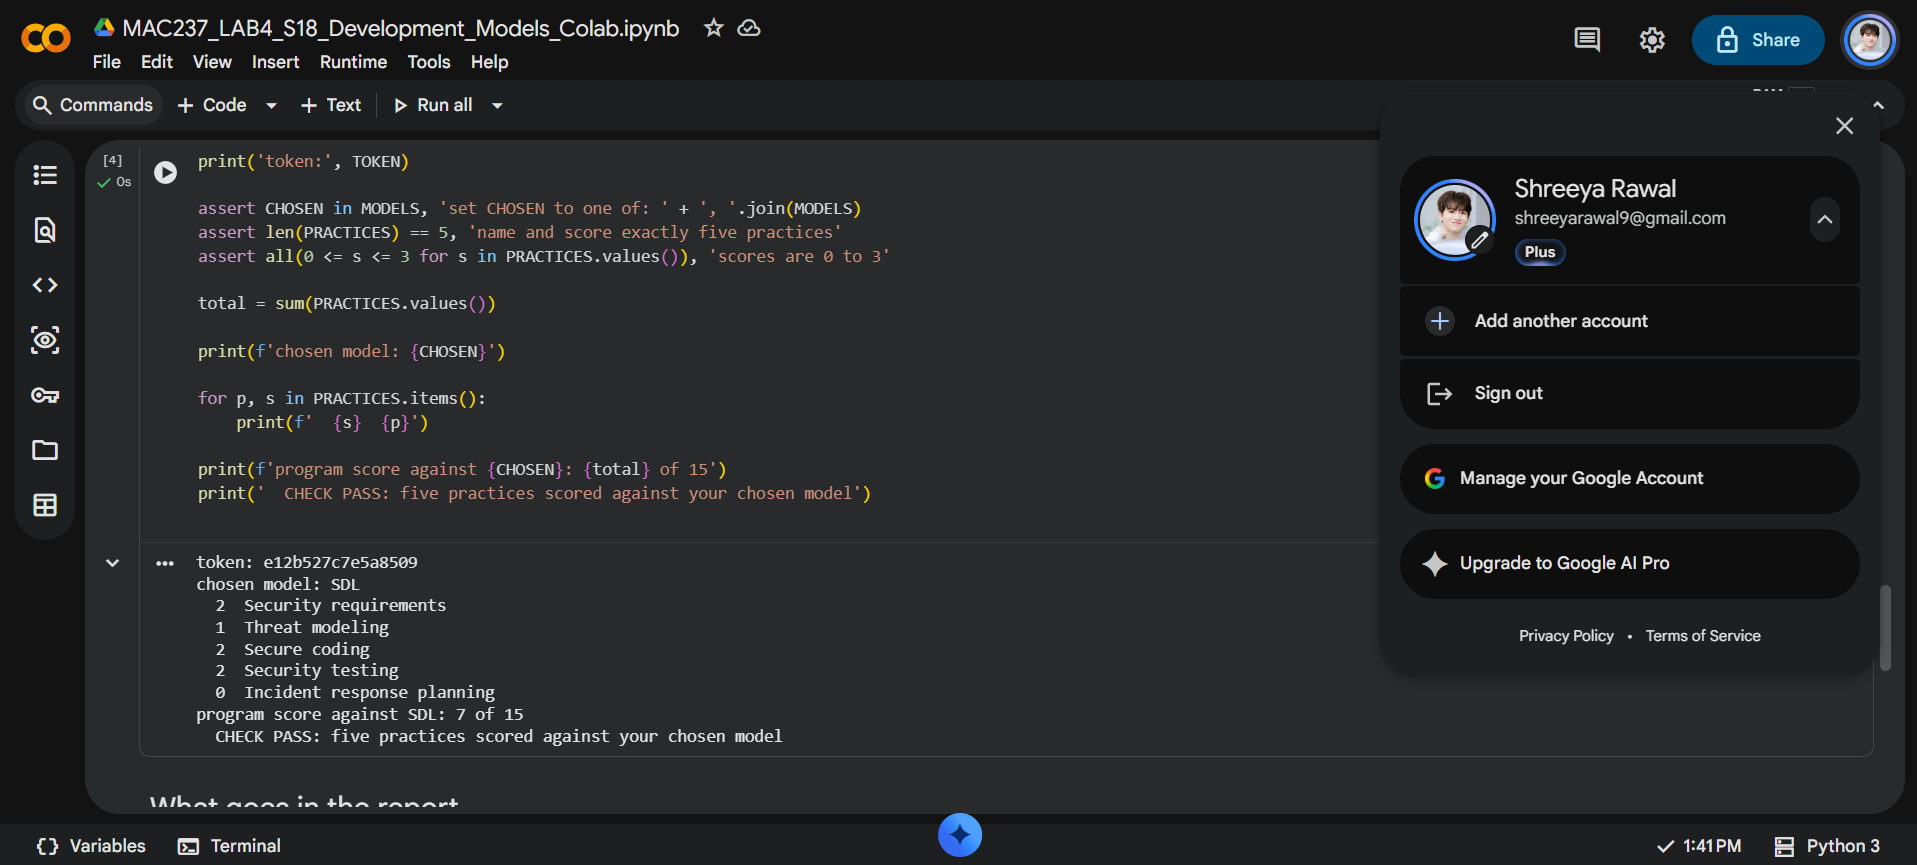 MAC237_LAB4_S18_Development_Models_Colab.ipynb
File Edit View Insert Runtime Tools Help
Share
Commands + Code + Text Run all
[4]
0s
print('token:', TOKEN)
assert CHOSEN in MODELS, 'set CHOSEN to one of: ' + ', '.join(MODELS)
assert len(PRACTICES) == 5, 'name and score exactly five practices'
assert all(0 <= s <= 3 for s in PRACTICES.values()), 'scores are 0 to 3'
total = sum(PRACTICES.values())
print(f'chosen model: {CHOSEN}')
for p, s in PRACTICES.items():
    print(f'  {s}  {p}')
print(f'program score against {CHOSEN}: {total} of 15')
print('  CHECK PASS: five practices scored against your chosen model')
token: e12b527c7e5a8509
chosen model: SDL
  2  Security requirements
  1  Threat modeling
  2  Secure coding
  2  Security testing
  0  Incident response planning
program score against SDL: 7 of 15
  CHECK PASS: five practices scored against your chosen model
What goes in the report
Shreeya Rawal
shreeyarawal9@gmail.com
Plus
Add another account
Sign out
Manage your Google Account
Upgrade to Google AI Pro
Privacy Policy • Terms of Service
Variables Terminal
1:41 PM Python 3